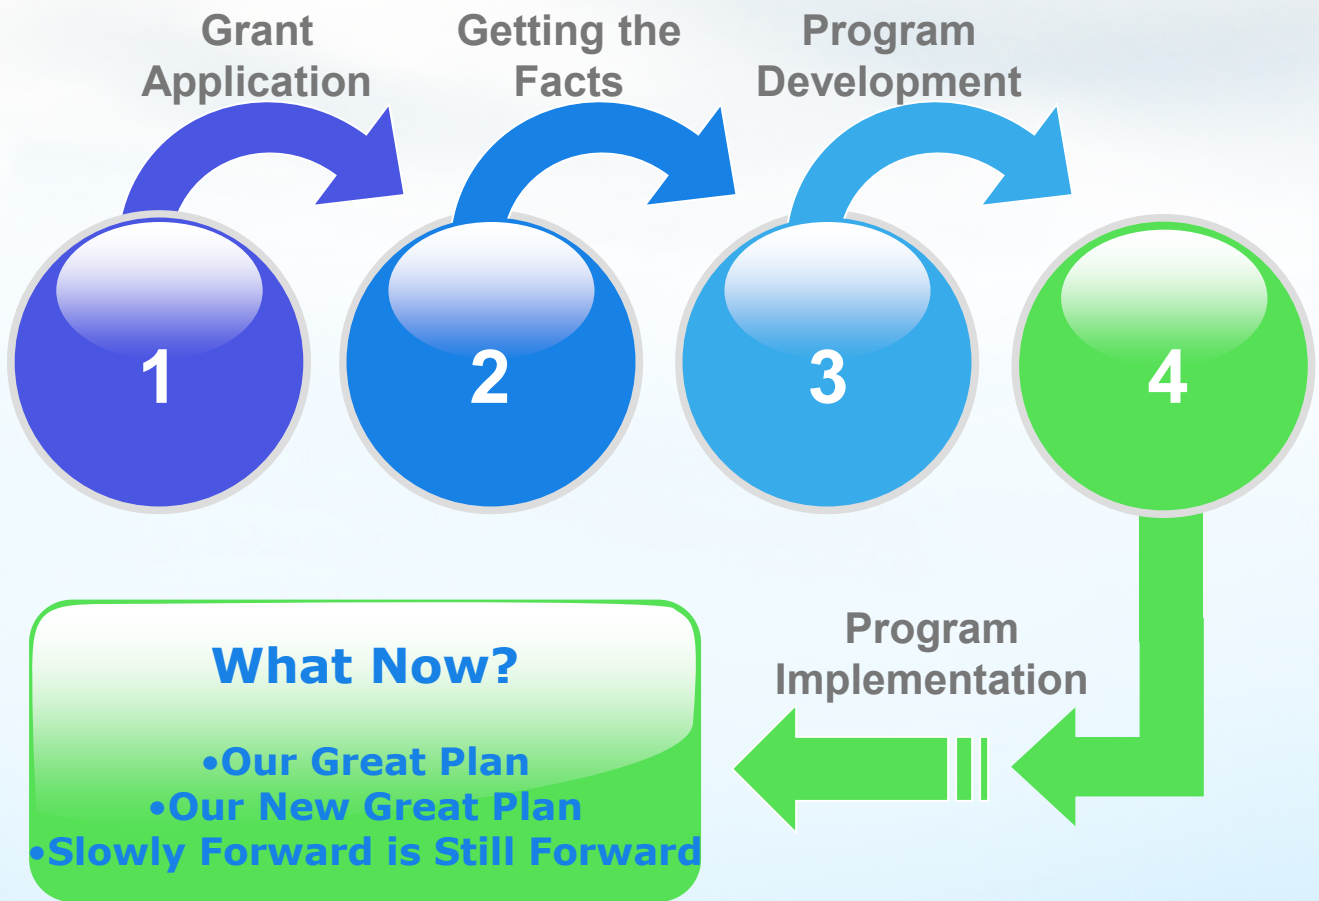 Grant
Application
Getting the
Facts
Program
Development
1
2
3
4
Program
Implementation
What Now?
•Our Great Plan
•Our New Great Plan
•Slowly Forward is Still Forward